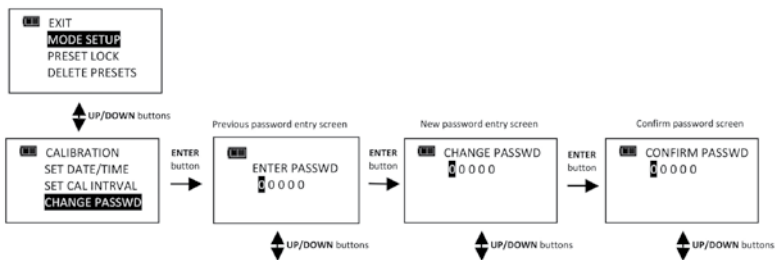 EXIT
MODE SETUP
PRESET LOCK
DELETE PRESETS
UP/DOWN buttons
Previous password entry screen
New password entry screen
Confirm password screen
CALIBRATION
SET DATE/TIME
SET CAL INTRVAL
CHANGE PASSWD
ENTER
button
ENTER PASSWD
00000
ENTER
button
CHANGE PASSWD
00000
ENTER
button
CONFIRM PASSWD
00000
UP/DOWN buttons
UP/DOWN buttons
UP/DOWN buttons